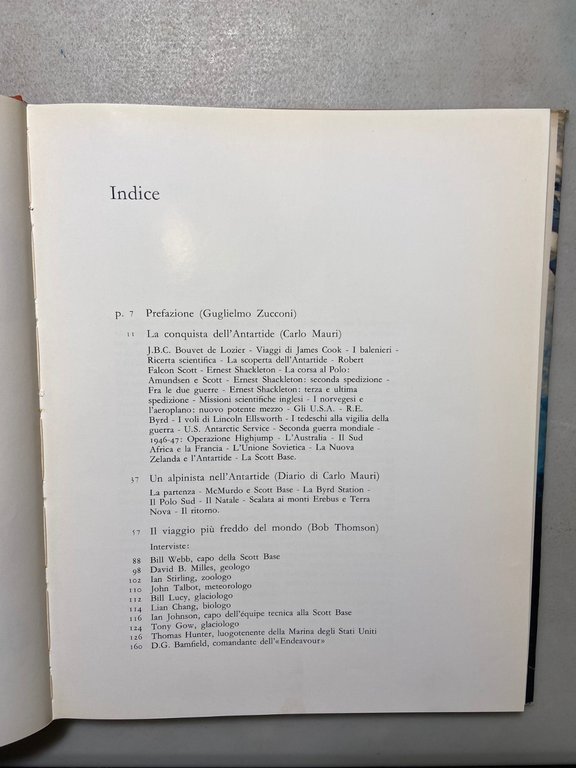 Indice
p. 7 Prefazione (Guglielmo Zucconi)
11 La conquista dell'Antartide (Carlo Mauri)
J.B.C. Bouvet de Lozier - Viaggi di James Cook - I balenieri -
Ricerta scientifica - La scoperta dell'Antartide - Robert
Falcon Scott - Ernest Shackleton - La corsa al Polo:
Amundsen e Scott - Ernest Shackleton: seconda spedizione -
Fra le due guerre - Ernest Shackleton: terza e ultima
spedizione - Missioni scientifiche inglesi - I norvegesi e
l'aeroplano: nuovo potente mezzo - Gli U.S.A. - R.E.
Byrd - I voli di Lincoln Ellsworth - I tedeschi alla vigilia della
guerra - U.S. Antarctic Service - Seconda guerra mondiale -
1946-47: Operazione Highjump - L'Australia - Il Sud
Africa e la Francia - L'Unione Sovietica - La Nuova
Zelanda e l'Antartide - La Scott Base.
37 Un alpinista nell'Antartide (Diario di Carlo Mauri)
La partenza - McMurdo e Scott Base - La Byrd Station -
Il Polo Sud - Il Natale - Scalata ai monti Erebus e Terra
Nova - Il ritorno.
57 Il viaggio più freddo del mondo (Bob Thomson)
Interviste:
88 Bill Webb, capo della Scott Base
98 David B. Milles, geologo
102 Ian Stirling, zoologo
110 John Talbot, meteorologo
112 Bill Lucy, glaciologo
114 Lian Chang, biologo
116 Ian Johnson, capo dell'équipe tecnica alla Scott Base
124 Tony Gow, glaciologo
126 Thomas Hunter, luogotenente della Marina degli Stati Uniti
160 D.G. Bamfield, comandante dell'«Endeavour»